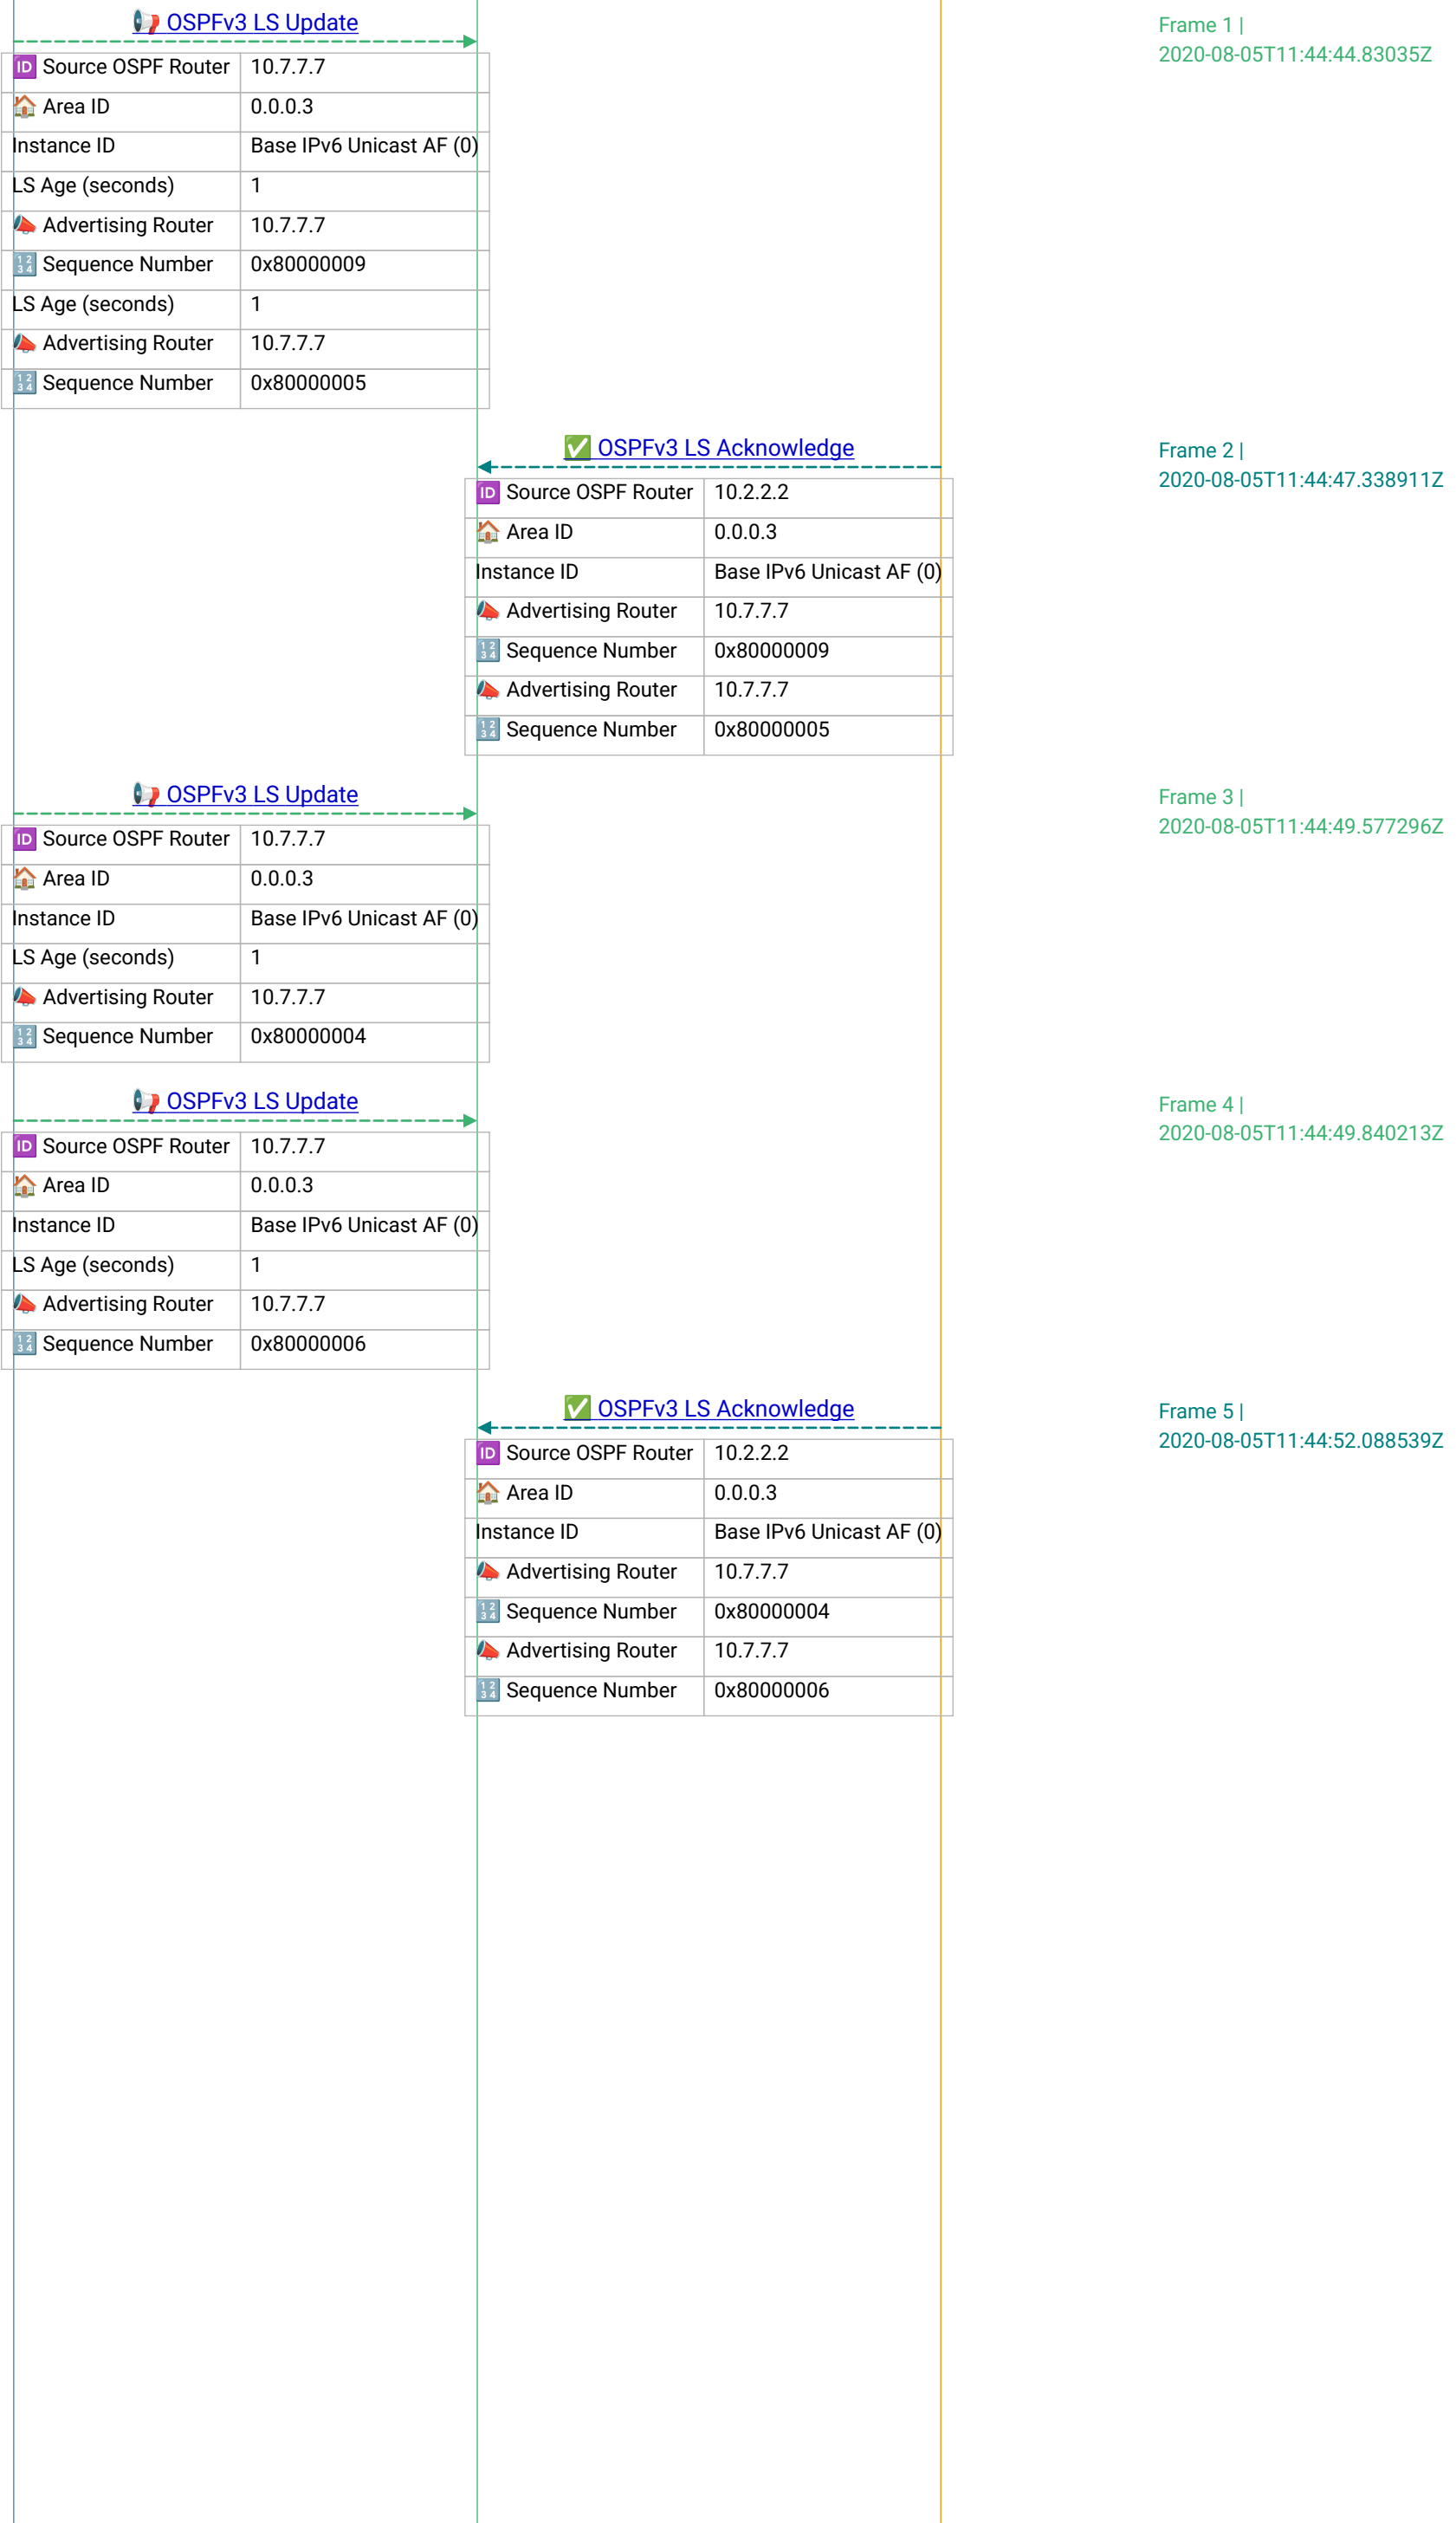 📢 OSPFv3 LS Update
Frame 1 |
2020-08-05T11:44:44.83035Z
🆔 Source OSPF Router 10.7.7.7
🏠 Area ID 0.0.0.3
Instance ID Base IPv6 Unicast AF (0)
LS Age (seconds) 1
📣 Advertising Router 10.7.7.7
🔢 Sequence Number 0x80000009
LS Age (seconds) 1
📣 Advertising Router 10.7.7.7
🔢 Sequence Number 0x80000005
✅ OSPFv3 LS Acknowledge
Frame 2 |
2020-08-05T11:44:47.338911Z
🆔 Source OSPF Router 10.2.2.2
🏠 Area ID 0.0.0.3
Instance ID Base IPv6 Unicast AF (0)
📣 Advertising Router 10.7.7.7
🔢 Sequence Number 0x80000009
📣 Advertising Router 10.7.7.7
🔢 Sequence Number 0x80000005
📢 OSPFv3 LS Update
Frame 3 |
2020-08-05T11:44:49.577296Z
🆔 Source OSPF Router 10.7.7.7
🏠 Area ID 0.0.0.3
Instance ID Base IPv6 Unicast AF (0)
LS Age (seconds) 1
📣 Advertising Router 10.7.7.7
🔢 Sequence Number 0x80000004
📢 OSPFv3 LS Update
Frame 4 |
2020-08-05T11:44:49.840213Z
🆔 Source OSPF Router 10.7.7.7
🏠 Area ID 0.0.0.3
Instance ID Base IPv6 Unicast AF (0)
LS Age (seconds) 1
📣 Advertising Router 10.7.7.7
🔢 Sequence Number 0x80000006
✅ OSPFv3 LS Acknowledge
Frame 5 |
2020-08-05T11:44:52.088539Z
🆔 Source OSPF Router 10.2.2.2
🏠 Area ID 0.0.0.3
Instance ID Base IPv6 Unicast AF (0)
📣 Advertising Router 10.7.7.7
🔢 Sequence Number 0x80000004
📣 Advertising Router 10.7.7.7
🔢 Sequence Number 0x80000006